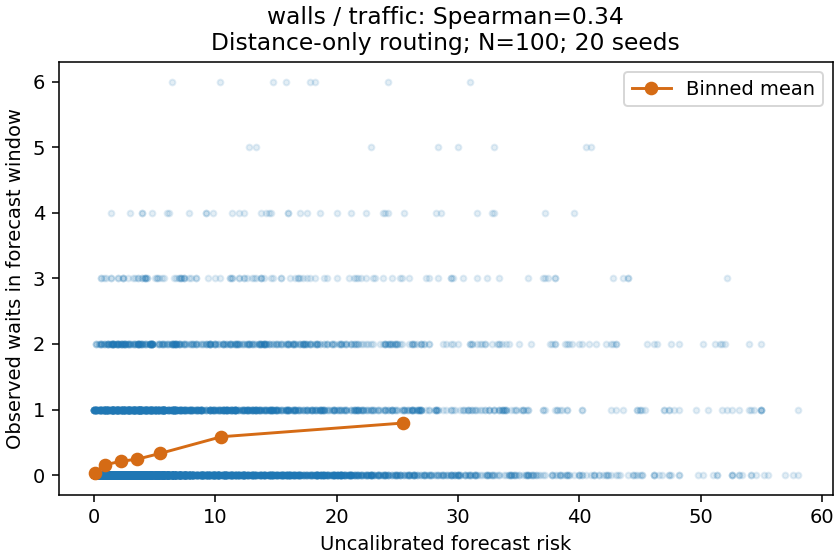 walls / traffic: Spearman=0.34
Distance-only routing; N=100; 20 seeds
Binned mean
Observed waits in forecast window
6
5
4
3
2
1
0
0 10 20 30 40 50 60
Uncalibrated forecast risk